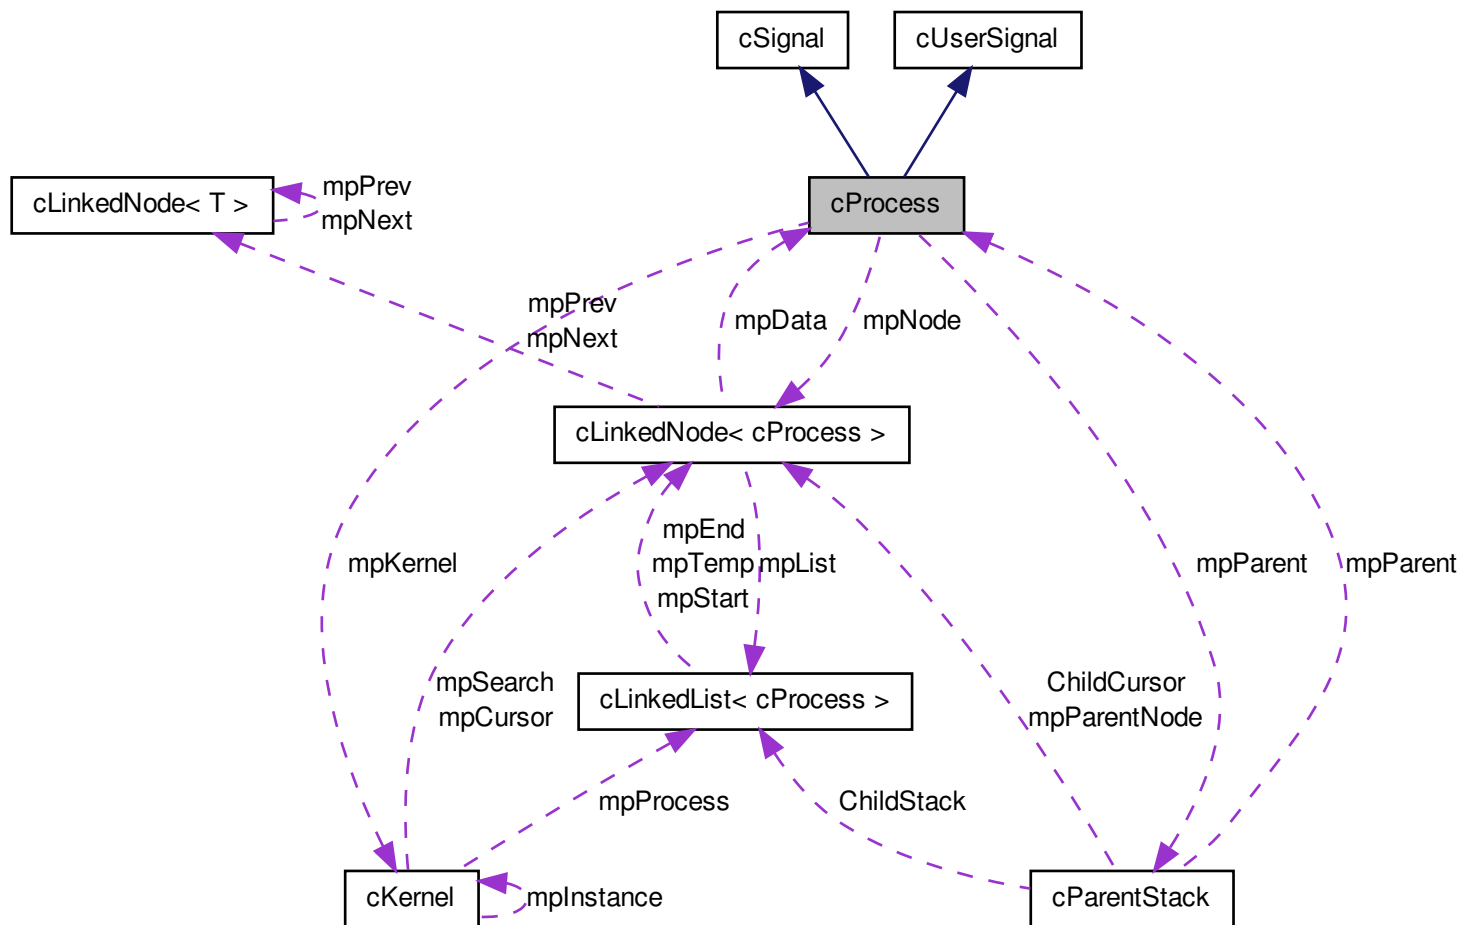 cSignal
cUserSignal
cLinkedNode< T >
mpPrev
mpNext
cProcess
mpPrev
mpNext
mpData
mpNode
cLinkedNode< cProcess >
mpKernel
mpEnd
mpTemp
mpStart
mpList
mpParent
mpParent
mpSearch
mpCursor
cLinkedList< cProcess >
ChildCursor
mpParentNode
mpProcess
ChildStack
cKernel
mpInstance
cParentStack